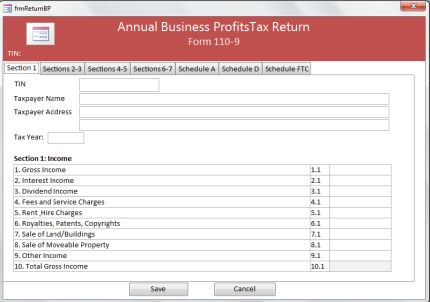 frmReturnBP
Annual Business ProfitsTax Return
Form 110-9
TIN:
Section 1 Sections 2-3 Sections 4-5 Sections 6-7 Schedule A Schedule D Schedule FTC
TIN
Taxpayer Name
Taxpayer Address
Tax Year:
Section 1: Income
1. Gross Income 1.1
2. Interest Income 2.1
3. Dividend Income 3.1
4. Fees and Service Charges 4.1
5. Rent ,Hire Charges 5.1
6. Royalties, Patents, Copyrights 6.1
7. Sale of Land/Buildings 7.1
8. Sale of Moveable Property 8.1
9. Other Income 9.1
10. Total Gross Income 10.1
Save Cancel